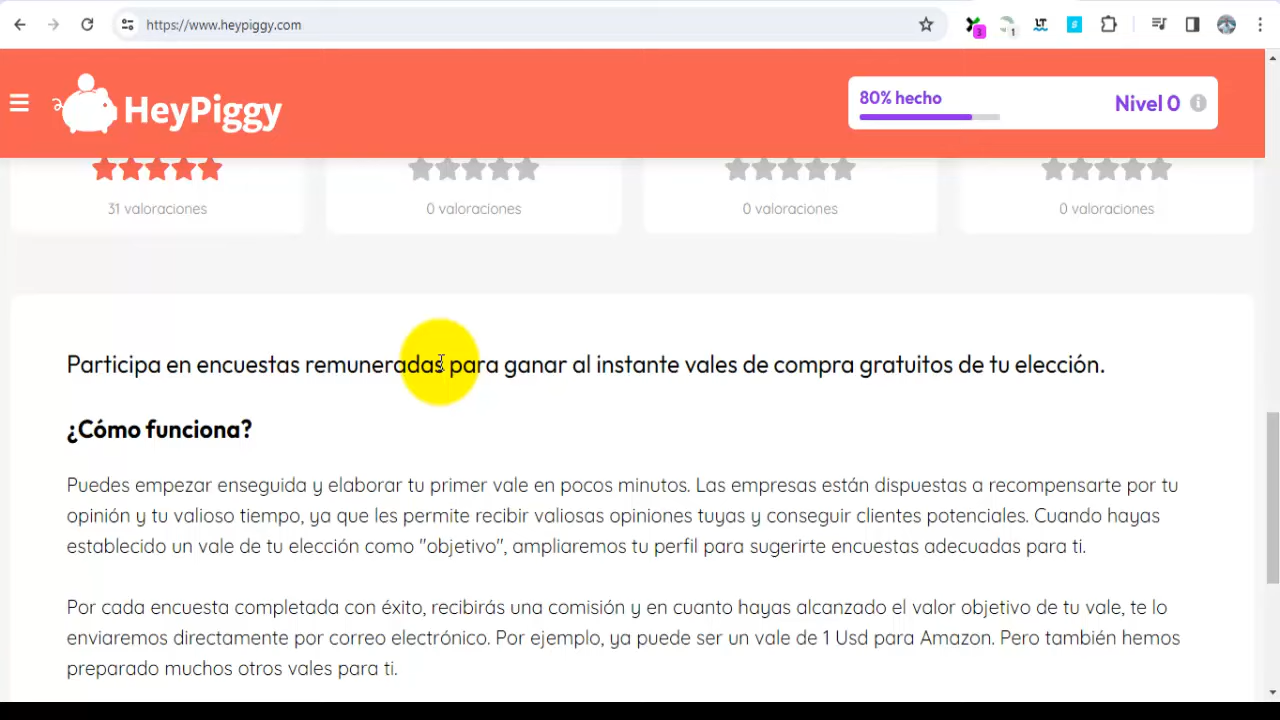 https://www.heypiggy.com
3
1
LT
HeyPiggy
80% hecho
Nivel 0
31 valoraciones
0 valoraciones
0 valoraciones
0 valoraciones
Participa en encuestas remuneradas para ganar al instante vales de compra gratuitos de tu elección.
¿Cómo funciona?
Puedes empezar enseguida y elaborar tu primer vale en pocos minutos. Las empresas están dispuestas a recompensarte por tu
opinión y tu valioso tiempo, ya que les permite recibir valiosas opiniones tuyas y conseguir clientes potenciales. Cuando hayas
establecido un vale de tu elección como "objetivo", ampliaremos tu perfil para sugerirte encuestas adecuadas para ti.
Por cada encuesta completada con éxito, recibirás una comisión y en cuanto hayas alcanzado el valor objetivo de tu vale, te lo
enviaremos directamente por correo electrónico. Por ejemplo, ya puede ser un vale de 1 Usd para Amazon. Pero también hemos
preparado muchos otros vales para ti.